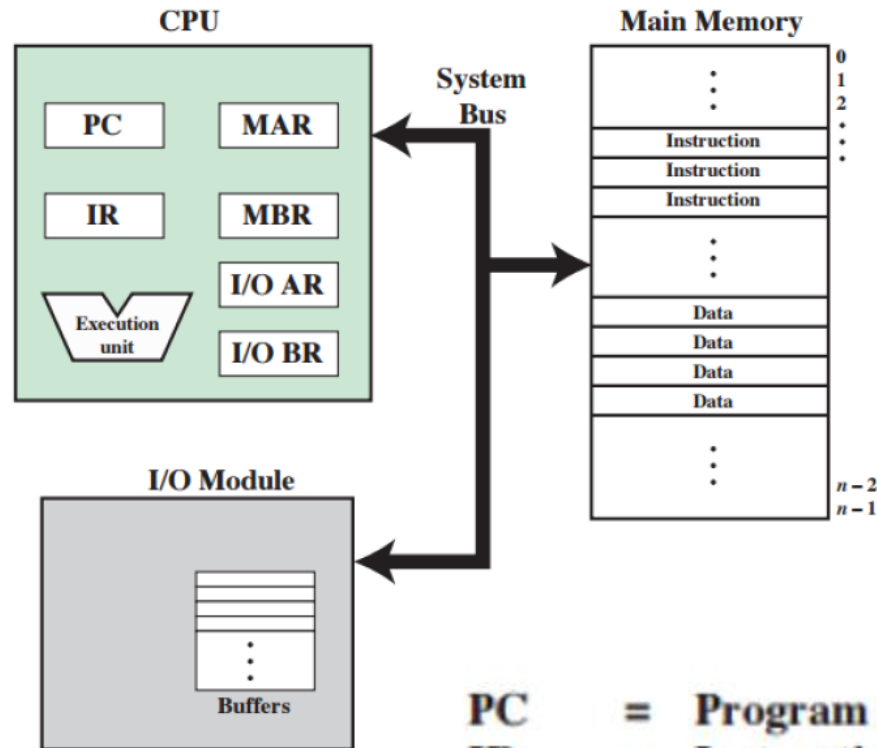 CPU
PC
MAR
IR
MBR
I/O AR
I/O BR
Execution
unit
System
Bus
Main Memory
0
1
2
Instruction
Instruction
Instruction
Data
Data
Data
Data
n – 2
n – 1
I/O Module
Buffers
PC = Program